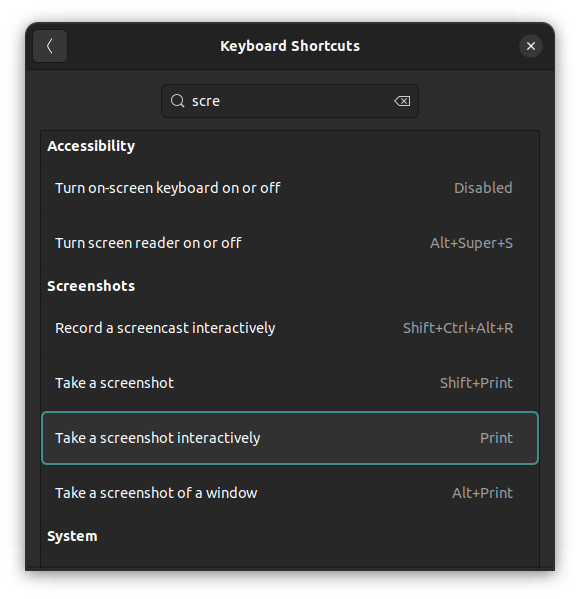 Keyboard Shortcuts
scre
Accessibility
Turn on-screen keyboard on or off Disabled
Turn screen reader on or off Alt+Super+S
Screenshots
Record a screencast interactively Shift+Ctrl+Alt+R
Take a screenshot Shift+Print
Take a screenshot interactively Print
Take a screenshot of a window Alt+Print
System